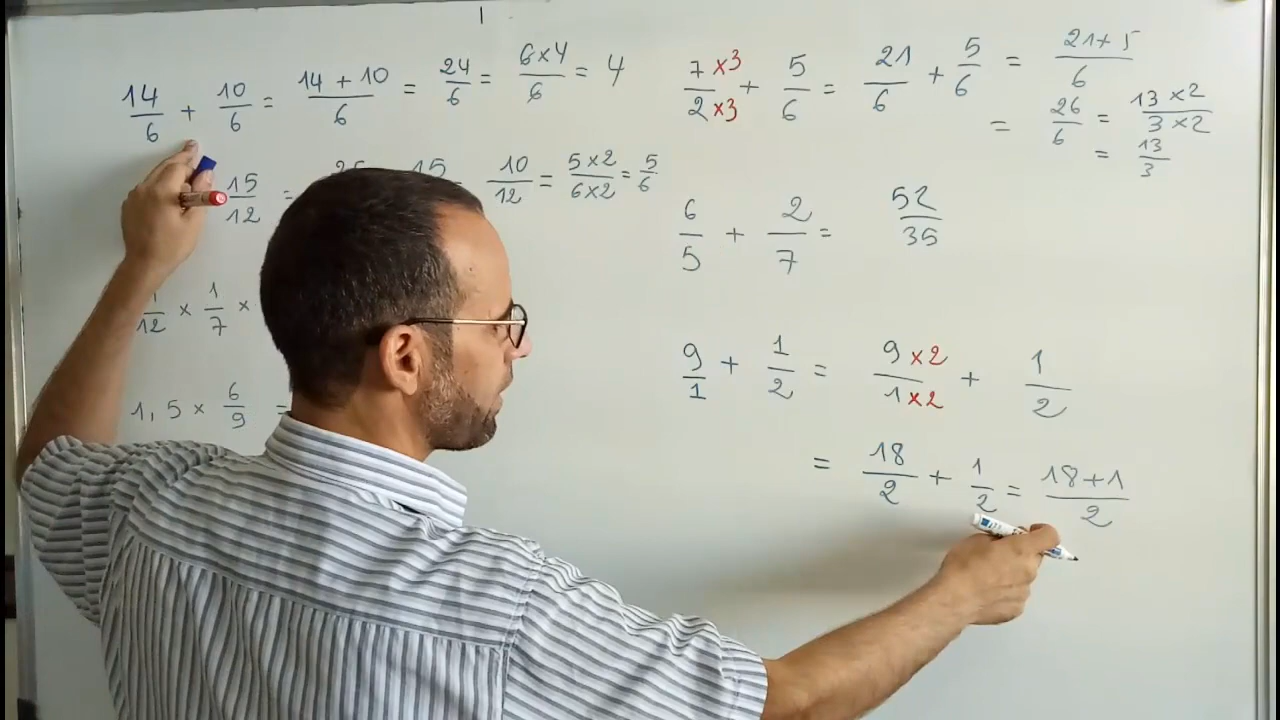 14/6 + 10/6 = (14 + 10)/6 = 24/6 = (6 × 4)/6 = 4
15/12 = 10/12 = (5 × 2)/(6 × 2) = 5/6
1/12 × 1/7 ×
1,5 × 6/9 =
(7 × 3)/(2 × 3) + 5/6 = 21/6 + 5/6 = (21 + 5)/6
= 26/6 = (13 × 2)/(3 × 2)
= 13/3
6/5 + 2/7 = 52/35
9/1 + 1/2 = (9 × 2)/(1 × 2) + 1/2
= 18/2 + 1/2 = (18 + 1)/2